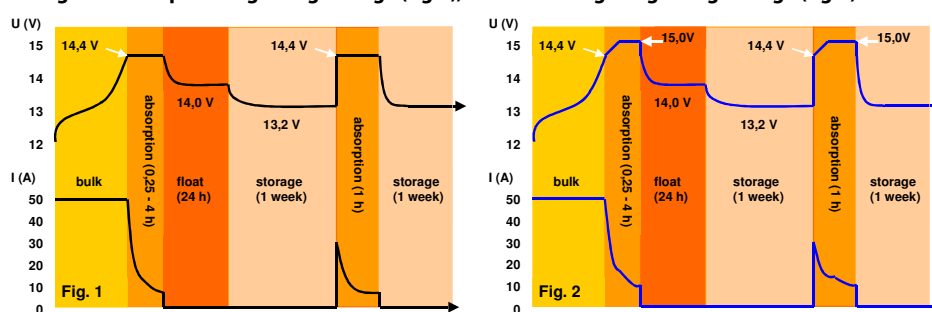 U (V)
15
14
13
12
14,4 V
14,4 V
14,0 V
13,2 V
absorption (0,25 - 4 h)
absorption (1 h)
I (A)
50
40
30
20
10
0
bulk
float
(24 h)
storage
(1 week)
storage
(1 week)
Fig. 1
U (V)
15
14
13
12
14,4 V
15,0V
14,4 V
15,0V
14,0 V
13,2 V
absorption (0,25 - 4 h)
absorption (1 h)
I (A)
50
40
30
20
10
0
bulk
float
(24 h)
storage
(1 week)
storage
(1 week)
Fig. 2